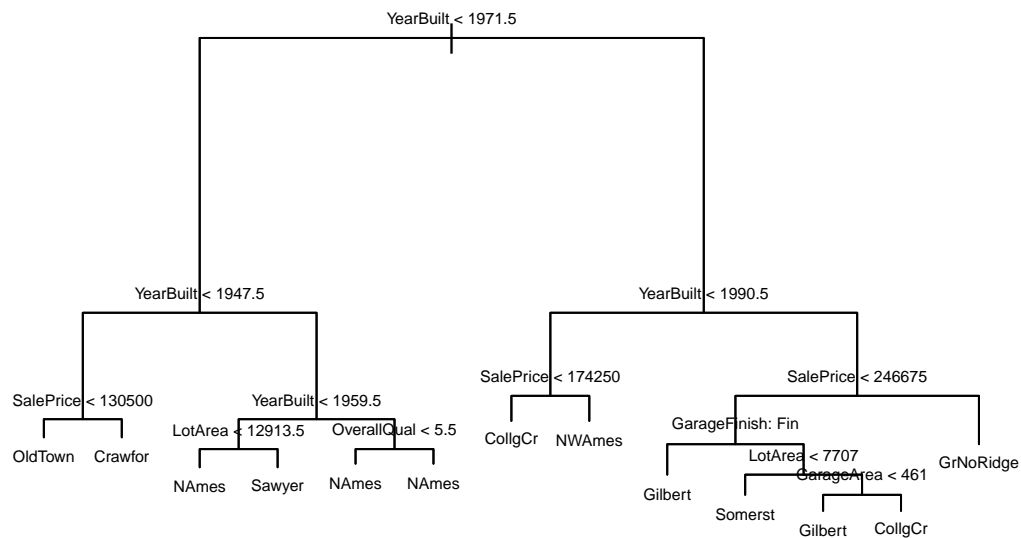 YearBuilt < 1971.5
YearBuilt < 1947.5
YearBuilt < 1990.5
SalePrice < 174250
SalePrice < 246675
SalePrice < 130500
YearBuilt < 1959.5
GarageFinish: Fin
LotArea < 12913.5
OverallQual < 5.5
CollgCr
NWAmes
OldTown
Crawfor
LotArea < 7707
GrNoRidge
GarageArea < 461
NAmes
Sawyer
NAmes
NAmes
Gilbert
Somerst
Gilbert
CollgCr